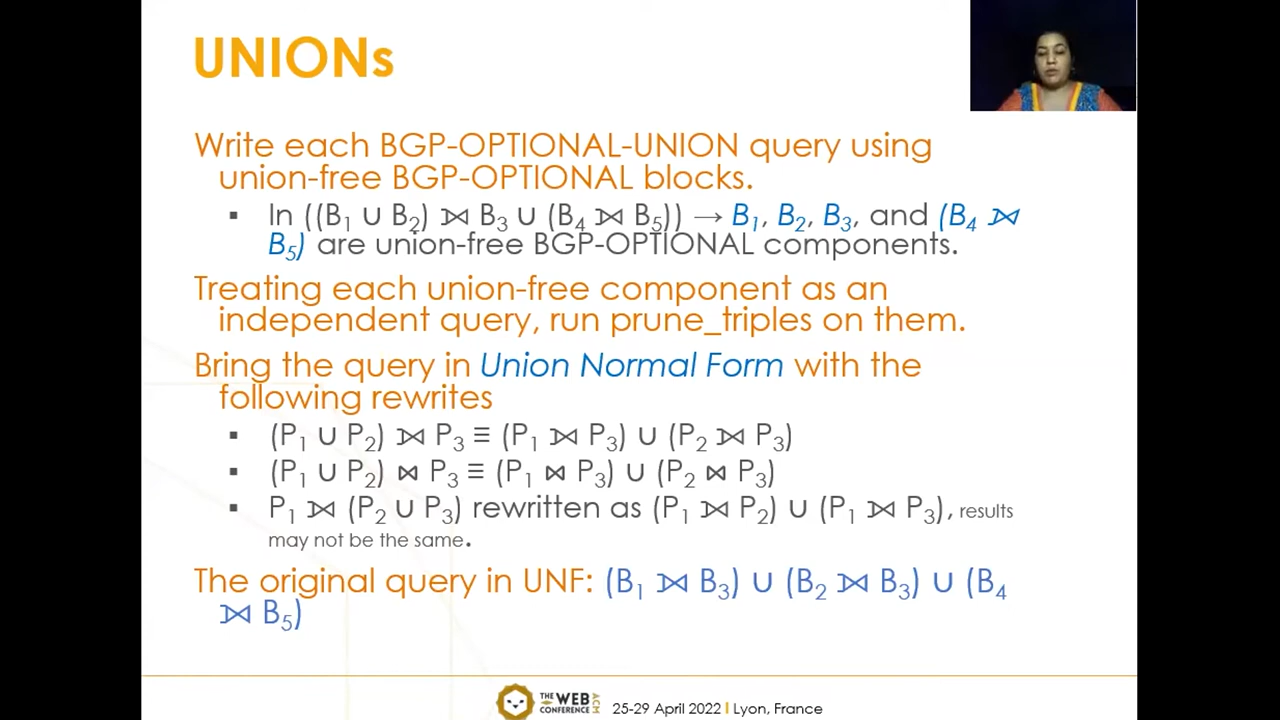 UNIONs
Write each BGP-OPTIONAL-UNION query using
union-free BGP-OPTIONAL blocks.
▪ In ((B₁ ∪ B₂) ⟕ B₃ ∪ (B₄ ⟕ B₅)) → B₁, B₂, B₃, and (B₄ ⟕
B₅) are union-free BGP-OPTIONAL components.
Treating each union-free component as an
independent query, run prune_triples on them.
Bring the query in Union Normal Form with the
following rewrites
▪ (P₁ ∪ P₂) ⟕ P₃ ≡ (P₁ ⟕ P₃) ∪ (P₂ ⟕ P₃)
▪ (P₁ ∪ P₂) ⋈ P₃ ≡ (P₁ ⋈ P₃) ∪ (P₂ ⋈ P₃)
▪ P₁ ⟕ (P₂ ∪ P₃) rewritten as (P₁ ⟕ P₂) ∪ (P₁ ⟕ P₃), results
may not be the same.
The original query in UNF: (B₁ ⟕ B₃) ∪ (B₂ ⟕ B₃) ∪ (B₄
⟕ B₅)
THE WEB
CONFERENCE
ACM
25-29 April 2022 | Lyon, France